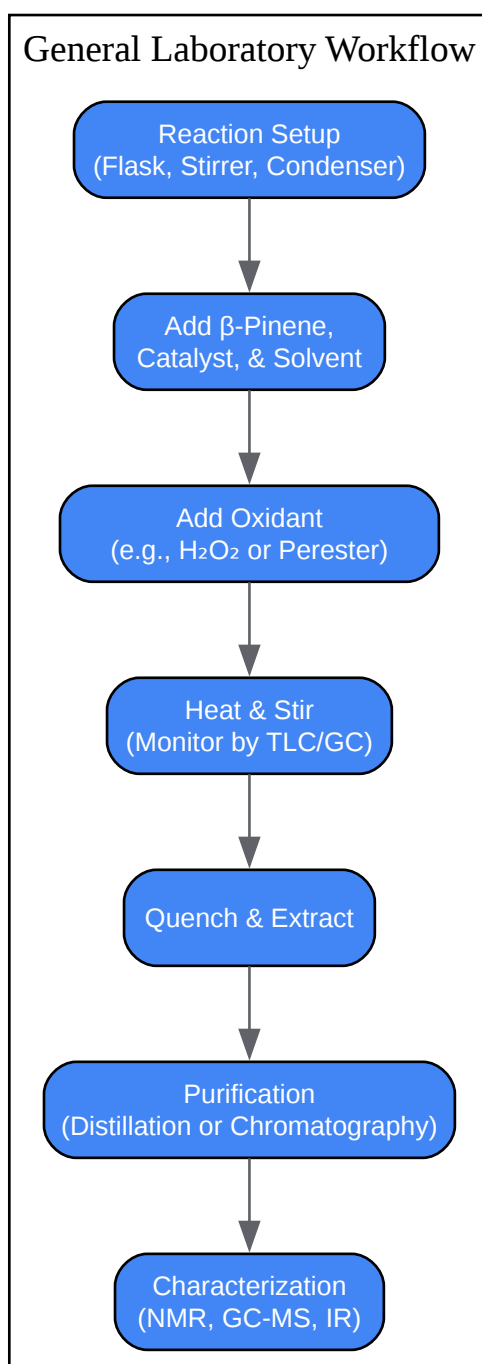 General Laboratory Workflow
Reaction Setup
(Flask, Stirrer, Condenser)
Add β-Pinene,
Catalyst, & Solvent
Add Oxidant
(e.g., H₂O₂ or Perester)
Heat & Stir
(Monitor by TLC/GC)
Quench & Extract
Purification
(Distillation or Chromatography)
Characterization
(NMR, GC-MS, IR)